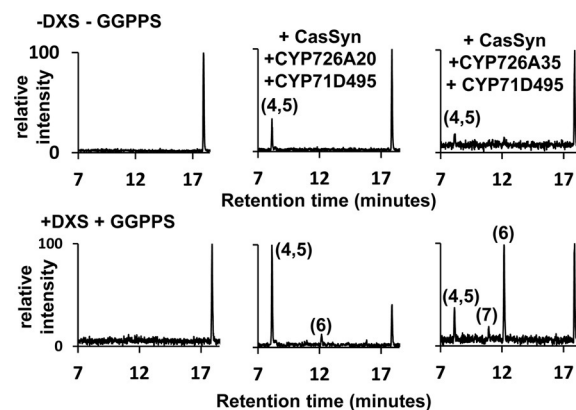 -DXS - GGPPS
+ CasSyn
+CYP726A20
+CYP71D495
+ CasSyn
+CYP726A35
+ CYP71D495
relative
intensity
100
0
(4,5)
(4,5)
7 12 17
7 12 17
7 12 17
Retention time (minutes)
+DXS + GGPPS
relative
intensity
100
0
(4,5)
(6)
(4,5)
(7)
(6)
7 12 17
7 12 17
7 12 17
Retention time (minutes)